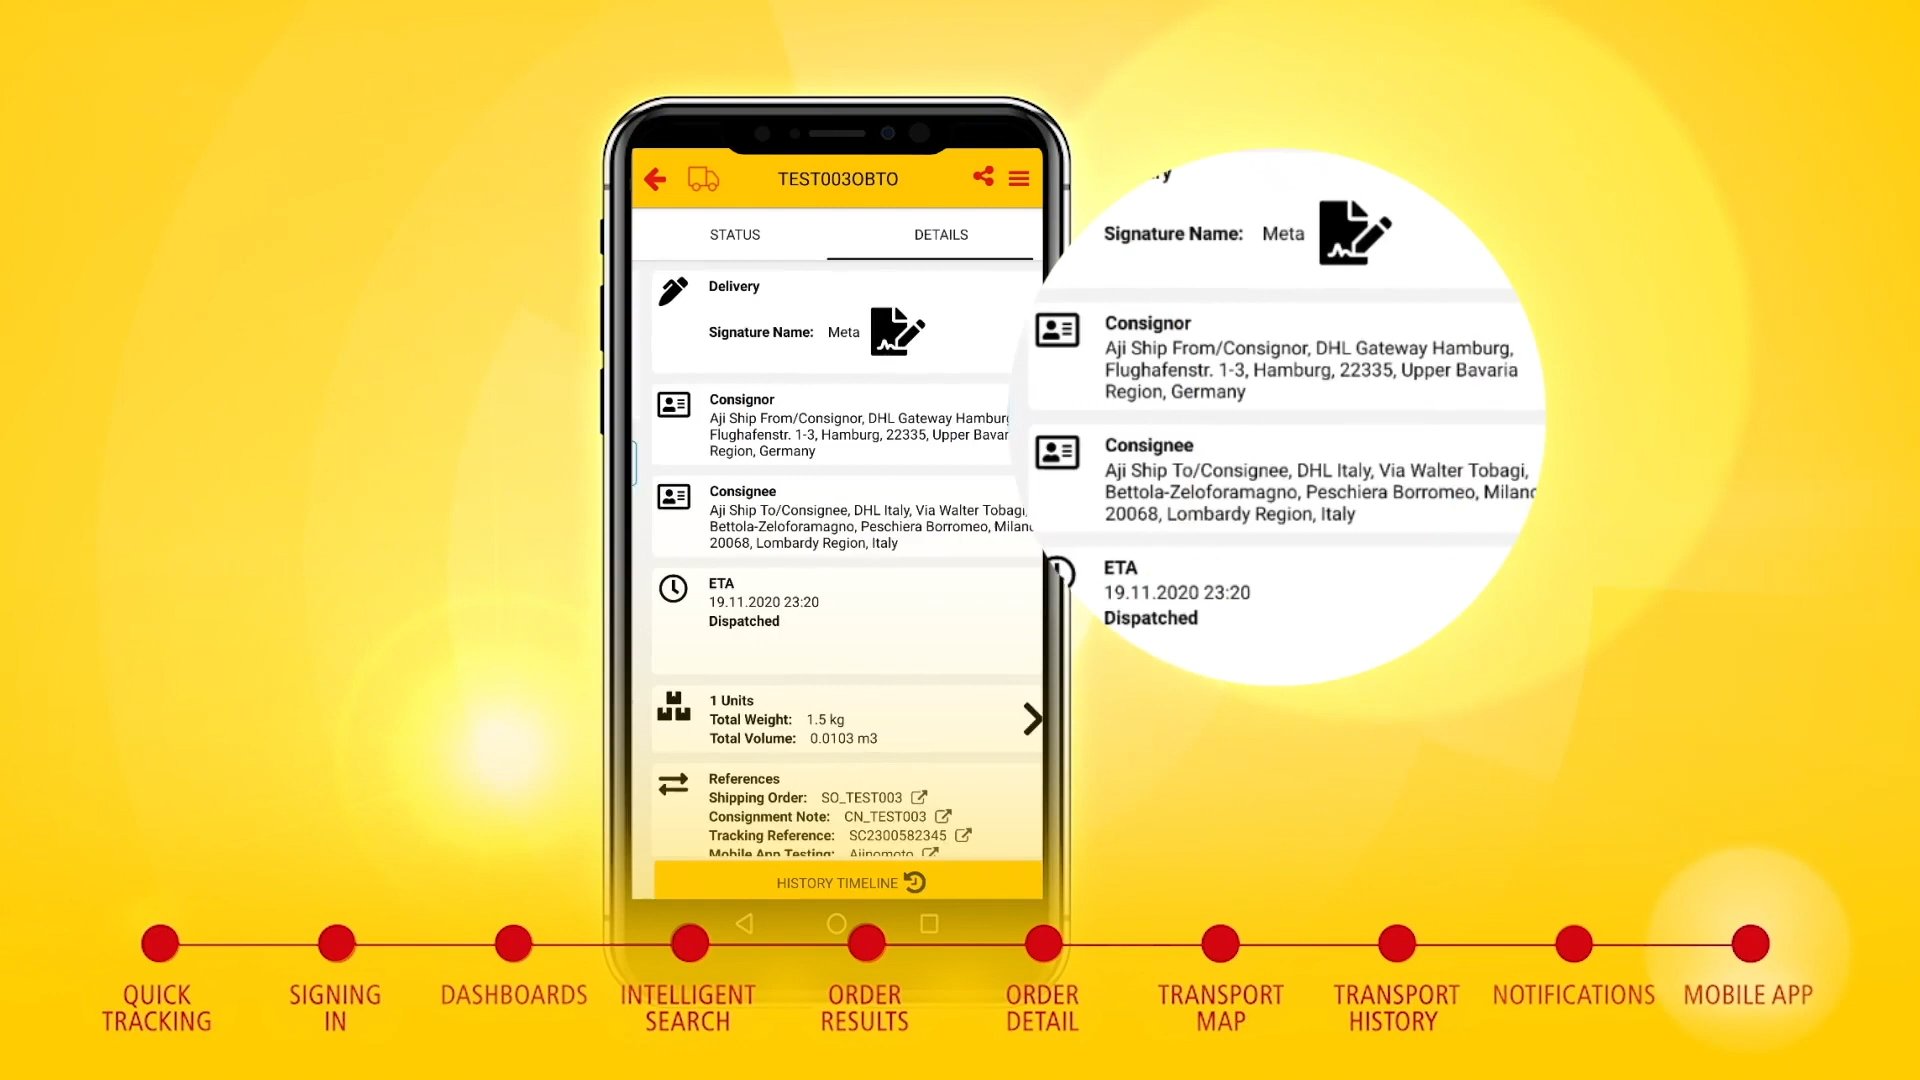 TEST003OBTO
STATUS
DETAILS
Delivery
Signature Name: Meta
Consignor
Aji Ship From/Consignor, DHL Gateway Hamburg
Flughafenstr. 1-3, Hamburg, 22335, Upper Bavar
Region, Germany
Consignee
Aji Ship To/Consignee, DHL Italy, Via Walter Tobagi,
Bettola-Zeloforamagno, Peschiera Borromeo, Milano
20068, Lombardy Region, Italy
ETA
19.11.2020 23:20
Dispatched
1 Units
Total Weight: 1.5 kg
Total Volume: 0.0103 m3
References
Shipping Order: SO_TEST003
Consignment Note: CN_TEST003
Tracking Reference: SC2300582345
Mobile App Testing: Ajinomoto
HISTORY TIMELINE
Signature Name: Meta
Consignor
Aji Ship From/Consignor, DHL Gateway Hamburg,
Flughafenstr. 1-3, Hamburg, 22335, Upper Bavaria
Region, Germany
Consignee
Aji Ship To/Consignee, DHL Italy, Via Walter Tobagi,
Bettola-Zeloforamagno, Peschiera Borromeo, Milano
20068, Lombardy Region, Italy
ETA
19.11.2020 23:20
Dispatched
QUICK
TRACKING
SIGNING
IN
DASHBOARDS
INTELLIGENT
SEARCH
ORDER
RESULTS
ORDER
DETAIL
TRANSPORT
MAP
TRANSPORT
HISTORY
NOTIFICATIONS
MOBILE APP